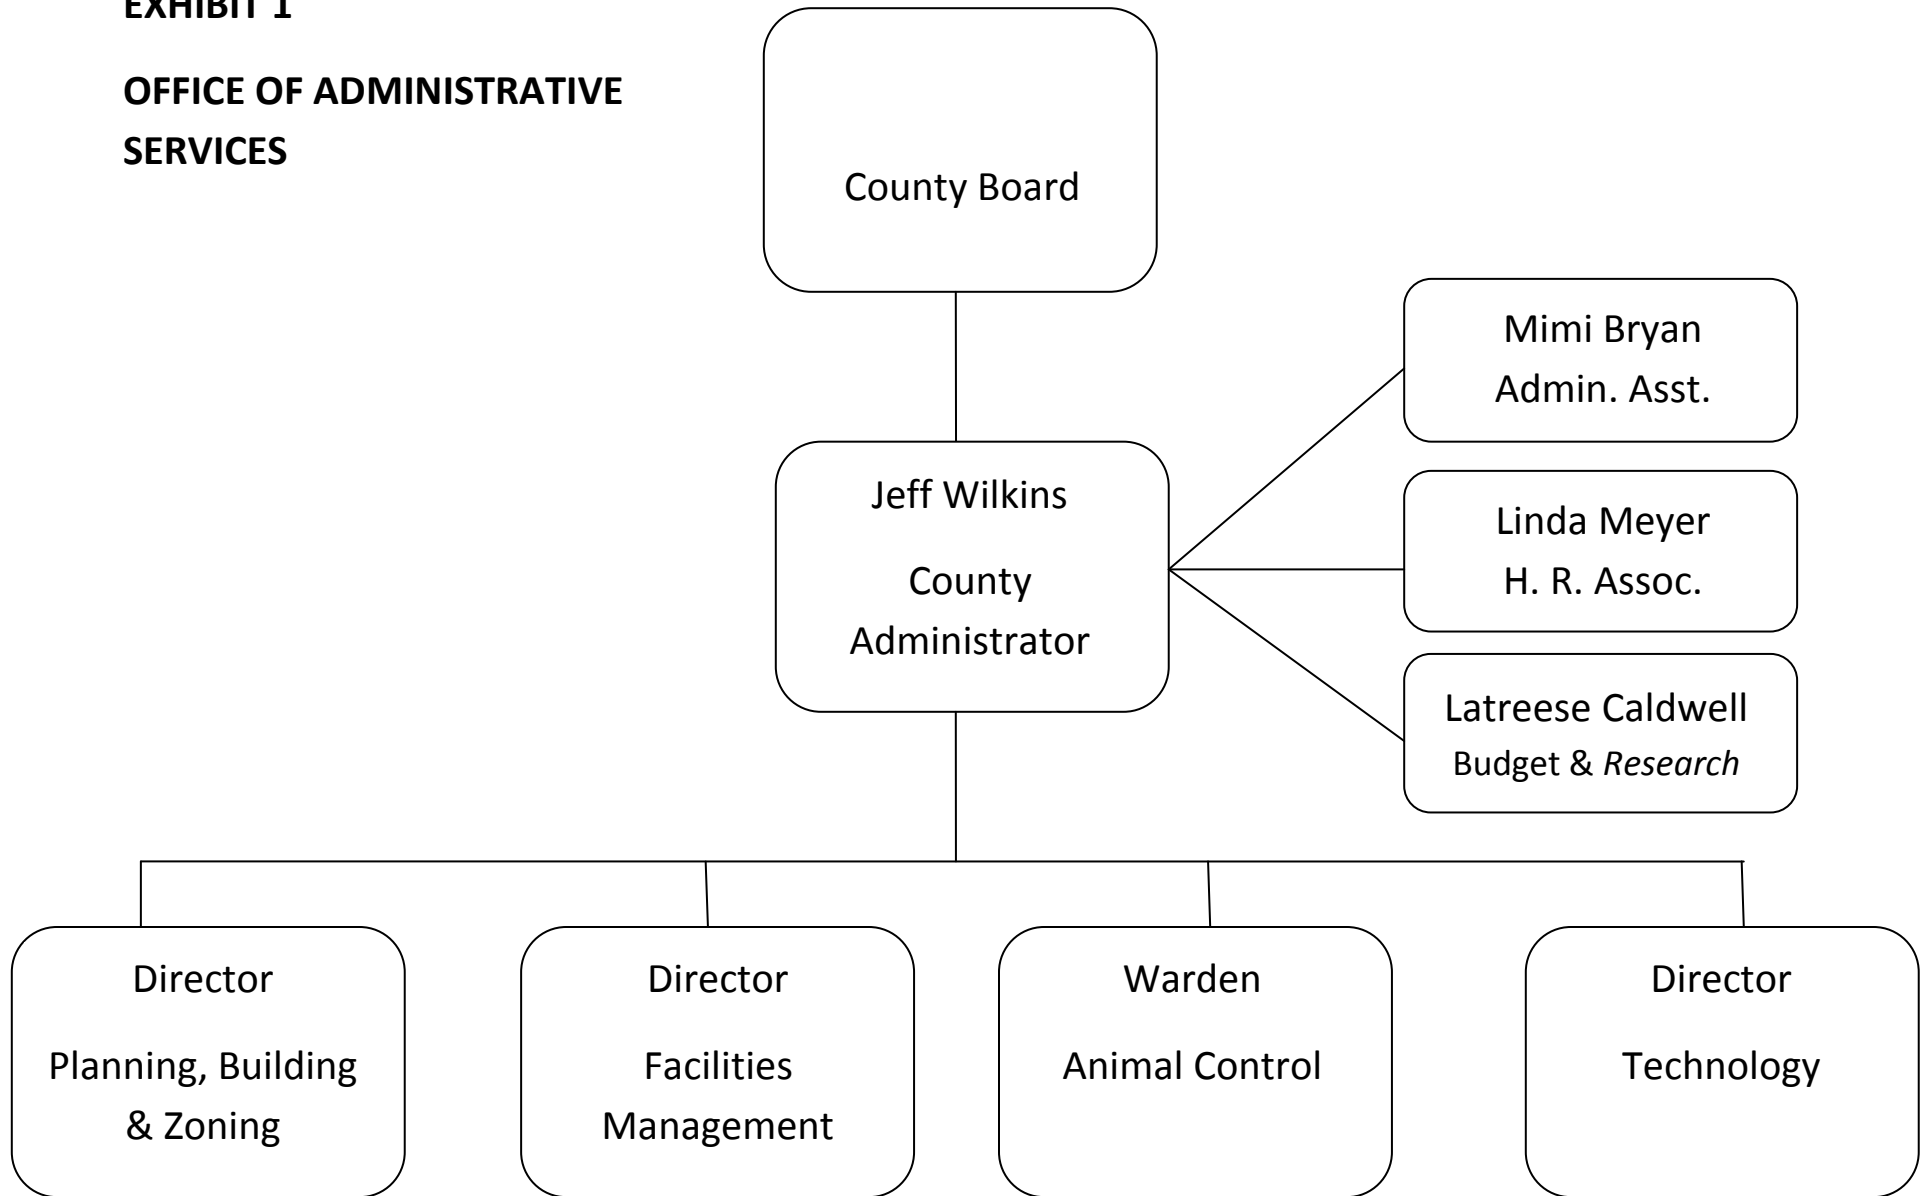 EXHIBIT 1
OFFICE OF ADMINISTRATIVE
SERVICES
County Board
Mimi Bryan
Admin. Asst.
Jeff Wilkins
County
Administrator
Linda Meyer
H. R. Assoc.
Latreese Caldwell
Budget & Research
Director
Planning, Building
& Zoning
Director
Facilities
Management
Warden
Animal Control
Director
Technology